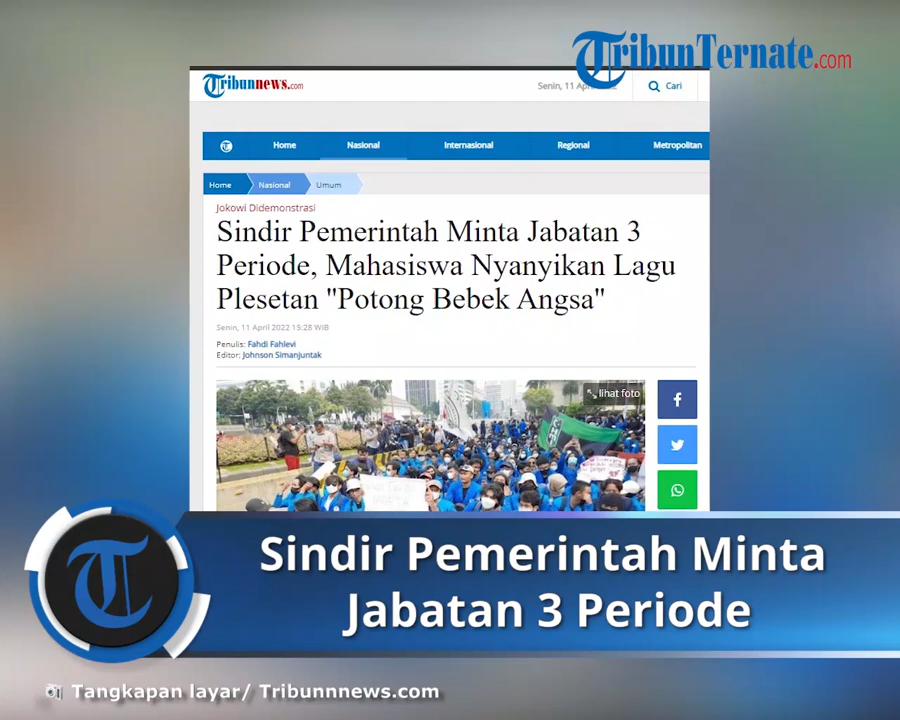 TribunTernate.com
Tribunnews.com
Senin, 11 April 2022
Cari
Home
Nasional
Internasional
Regional
Metropolitan
Home
Nasional
Umum
Jokowi Didemonstrasi
Sindir Pemerintah Minta Jabatan 3
Periode, Mahasiswa Nyanyikan Lagu
Plesetan "Potong Bebek Angsa"
Senin, 11 April 2022 15:28 WIB
Penulis: Fahdi Fahlevi
Editor: Johnson Simanjuntak
lihat foto
Sindir Pemerintah Minta
Jabatan 3 Periode
Tangkapan layar/ Tribunnnews.com